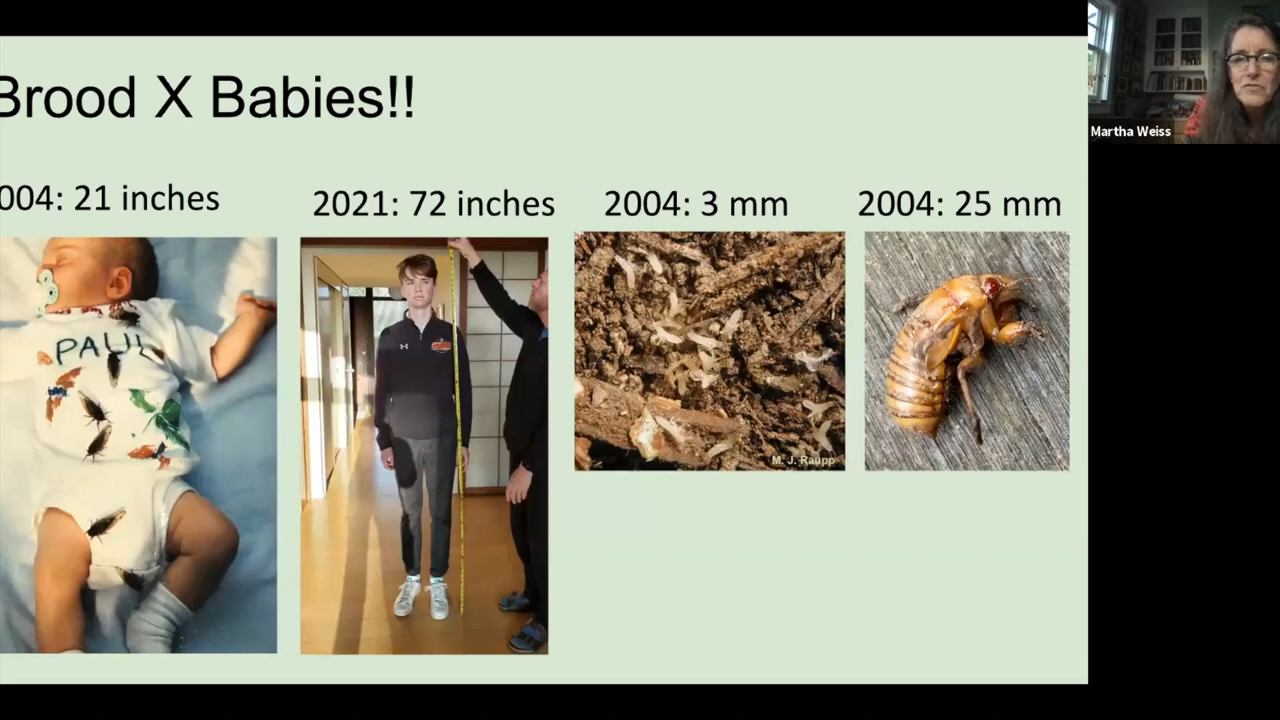 Brood X Babies!!
004: 21 inches
2021: 72 inches
2004: 3 mm
2004: 25 mm
PAUL
M. J. Raupp
Martha Weiss